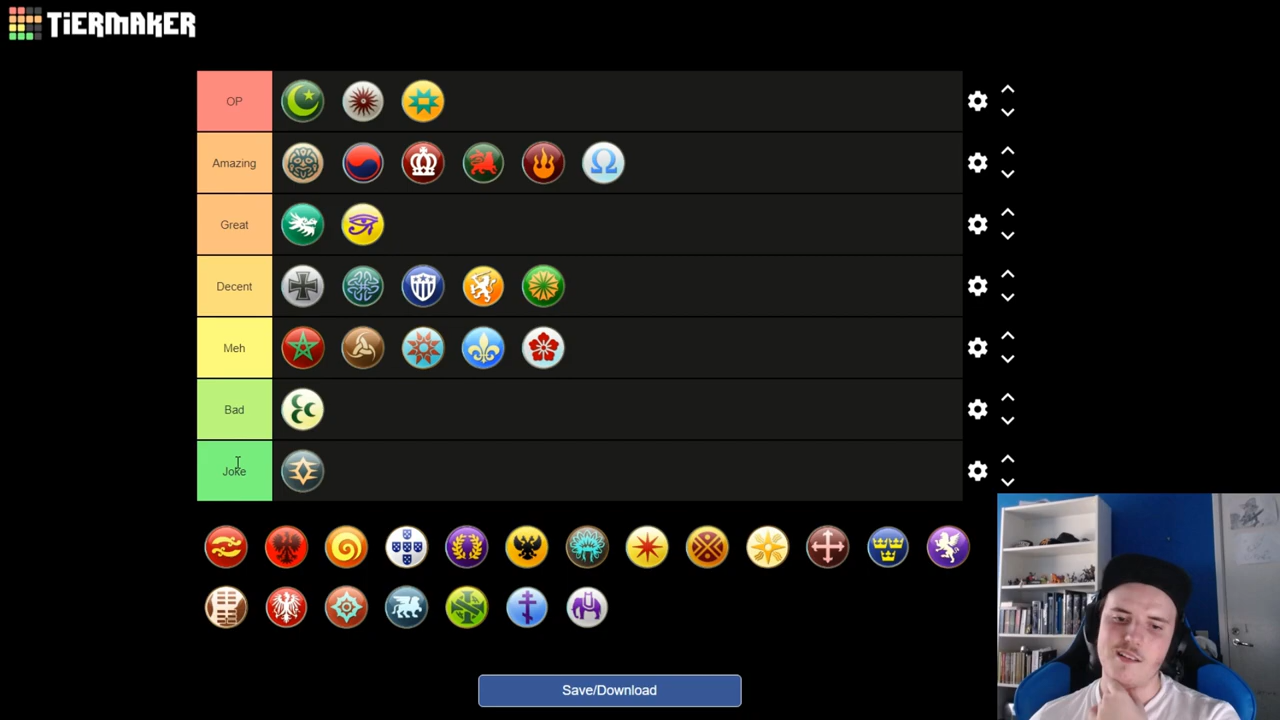 TIERMAKER
OP
Amazing
Great
Decent
Meh
Bad
Joke
Save/Download